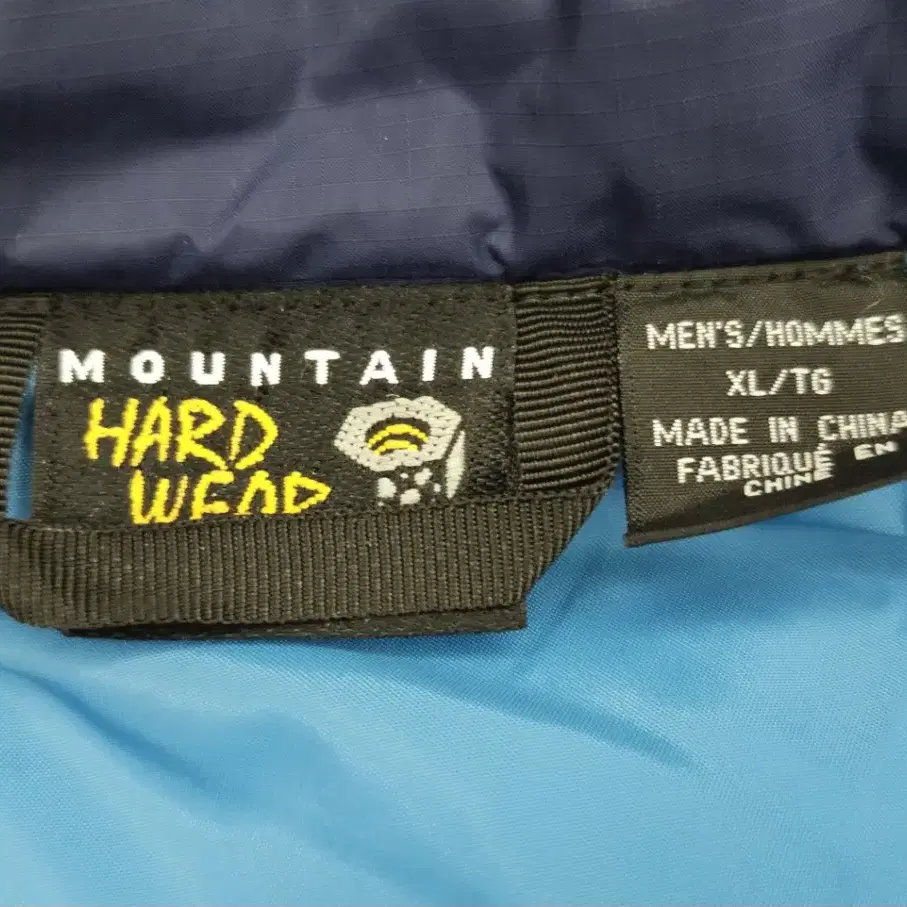 MOUNTAIN
HARD
WEAR
MEN'S/HOMMES
XL/TG
MADE IN CHINA
FABRIQUÉ EN
CHINE